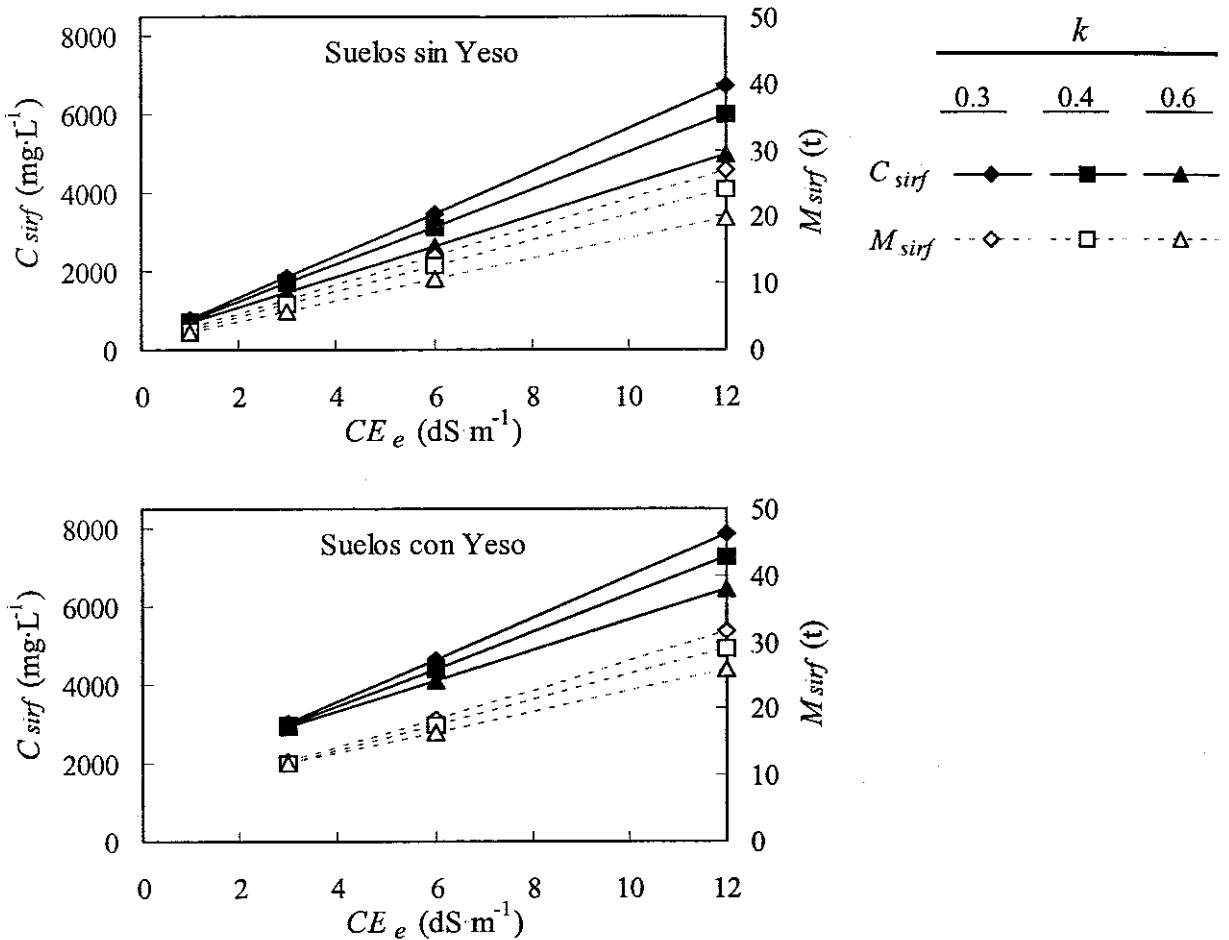 Suelos sin Yeso
C sirf (mg·L⁻¹)
8000
6000
4000
2000
0
50
40
30
20
10
0
M sirf (t)
0 2 4 6 8 10 12
CE e (dS·m⁻¹)
k
0.3 0.4 0.6
C sirf
M sirf
Suelos con Yeso
C sirf (mg·L⁻¹)
8000
6000
4000
2000
0
50
40
30
20
10
0
M sirf (t)
0 2 4 6 8 10 12
CE e (dS·m⁻¹)